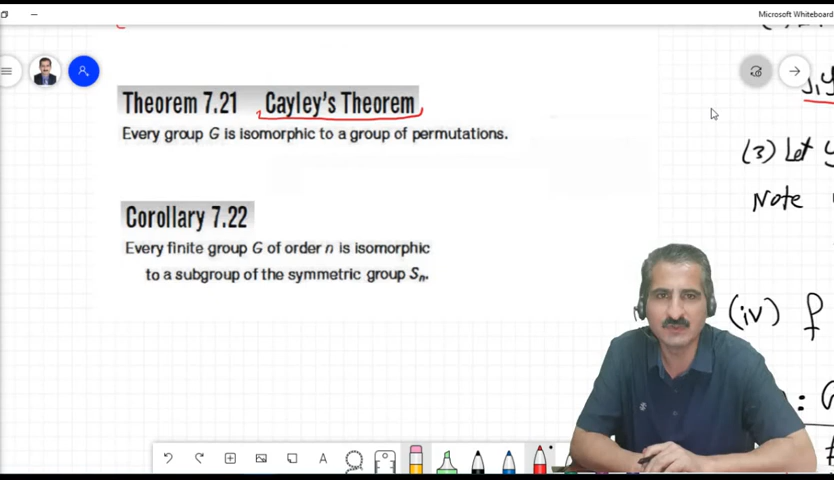 Microsoft Whiteboard
Theorem 7.21 Cayley's Theorem
Every group G is isomorphic to a group of permutations.
(3) Let y
Note
Corollary 7.22
Every finite group G of order n is isomorphic
to a subgroup of the symmetric group Sn.
(iv) f
: G